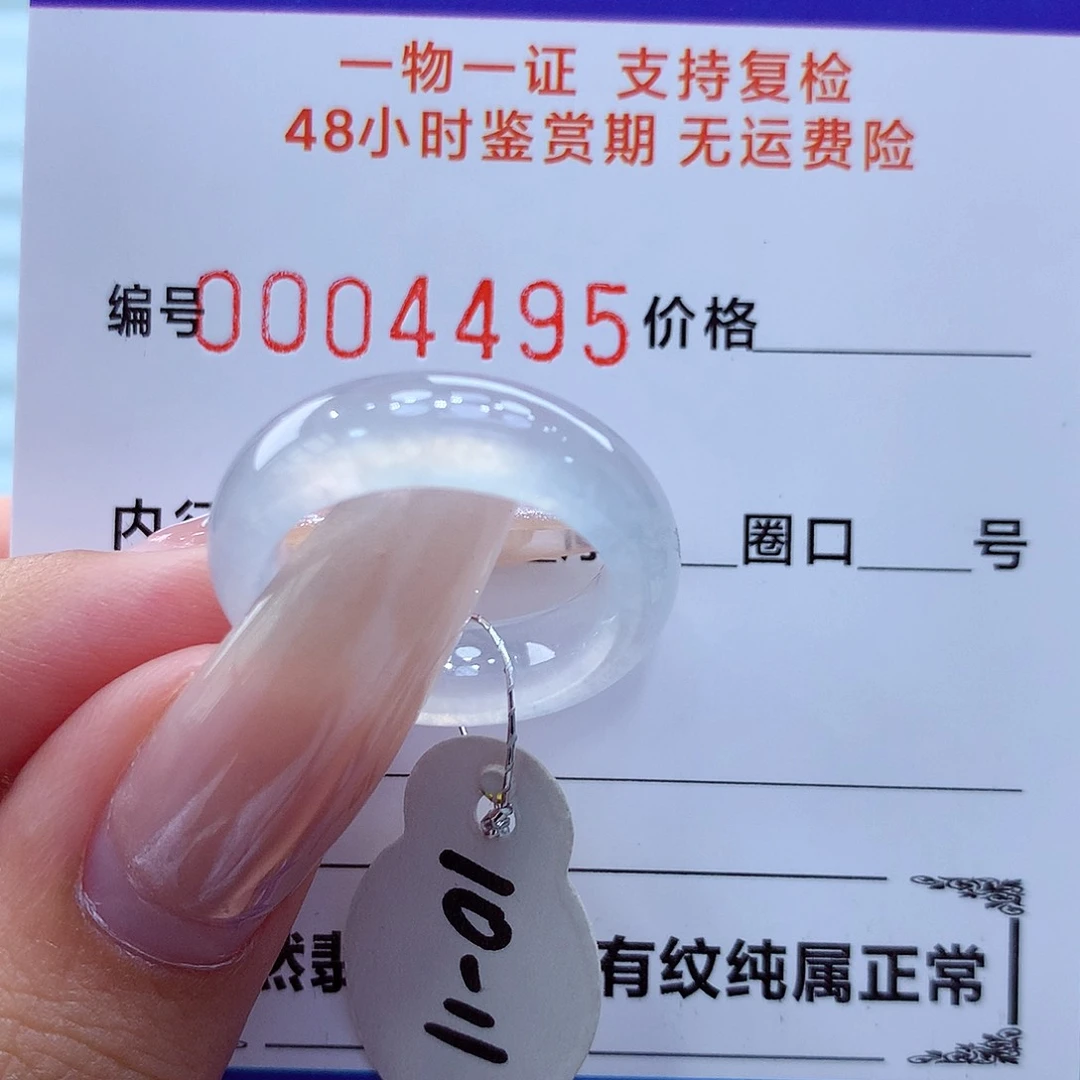 一物一证 支持复检
48小时鉴赏期 无运费险
编号0004495价格
内 圈口 号
有纹纯属正常
10-11